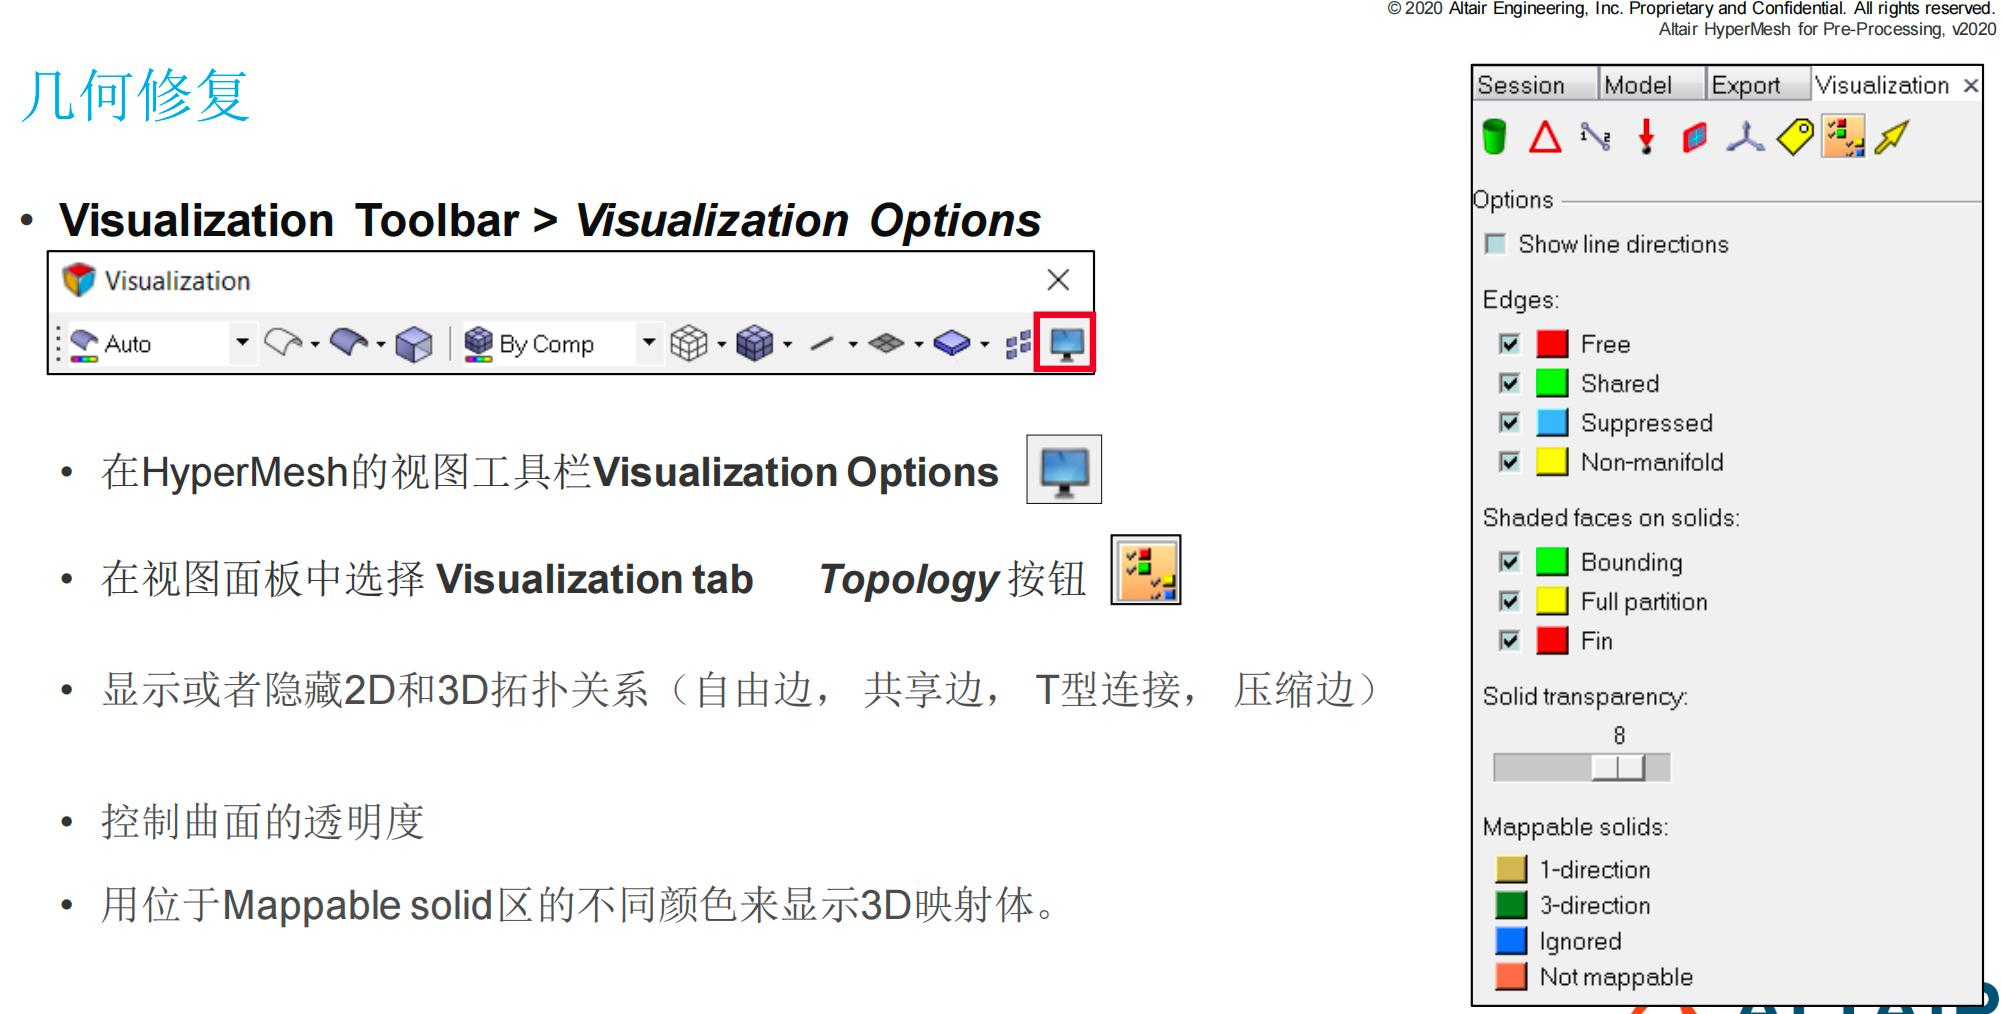 © 2020 Altair Engineering, Inc. Proprietary and Confidential. All rights reserved.
Altair HyperMesh for Pre-Processing, v2020
几何修复
• Visualization Toolbar > Visualization Options
Visualization
Auto
By Comp
• 在HyperMesh的视图工具栏Visualization Options
• 在视图面板中选择 Visualization tab Topology 按钮
• 显示或者隐藏2D和3D拓扑关系（自由边， 共享边， T型连接， 压缩边）
• 控制曲面的透明度
• 用位于Mappable solid区的不同颜色来显示3D映射体。
Session Model Export Visualization
Options
Show line directions
Edges:
Free
Shared
Suppressed
Non-manifold
Shaded faces on solids:
Bounding
Full partition
Fin
Solid transparency:
8
Mappable solids:
1-direction
3-direction
Ignored
Not mappable